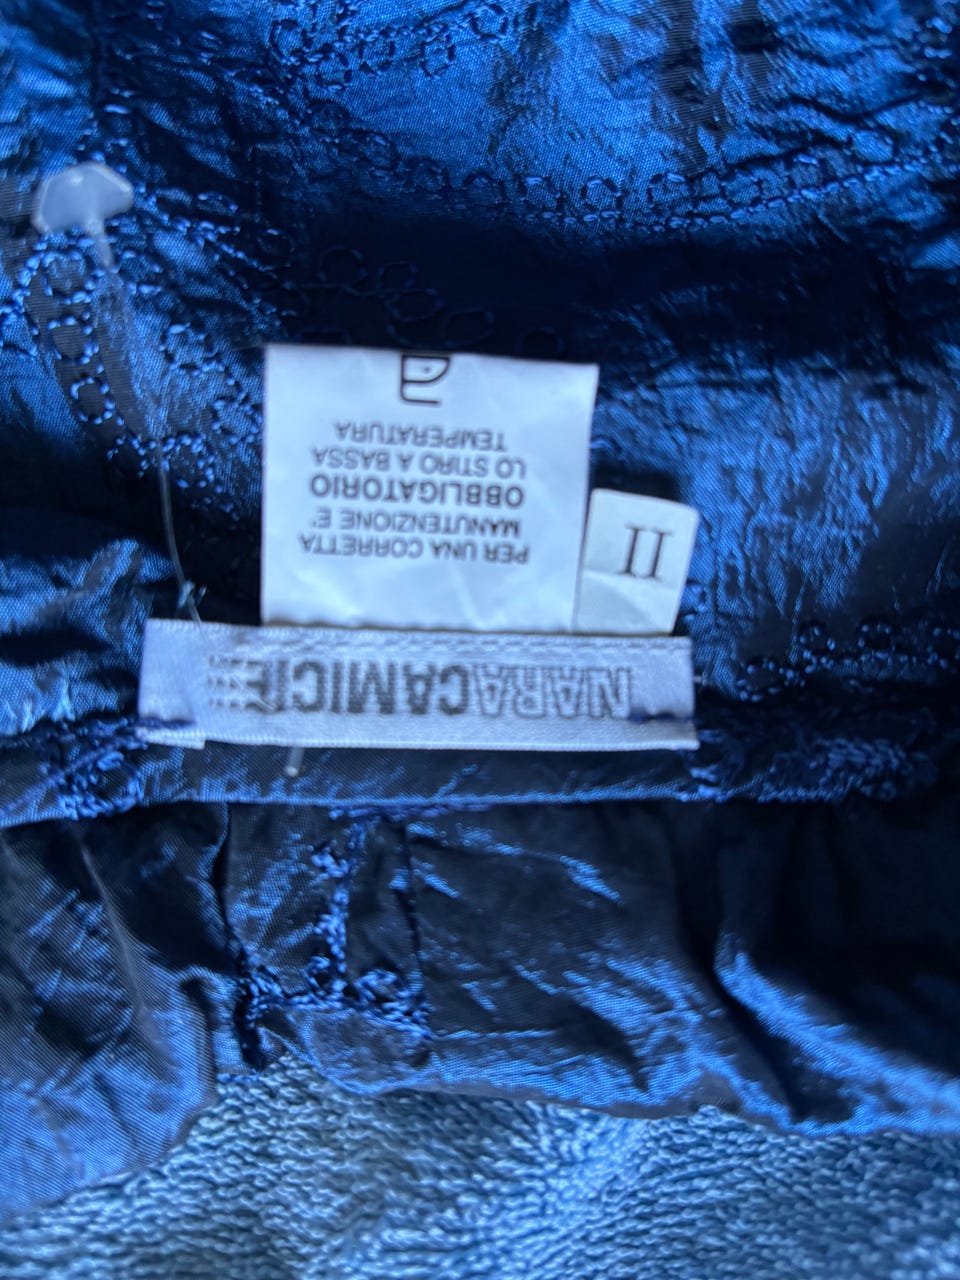 NARACAMICIE
II
PER UNA CORRETTA
MANUTENZIONE E'
OBBLIGATORIO
LO STIRO A BASSA
TEMPERATURA